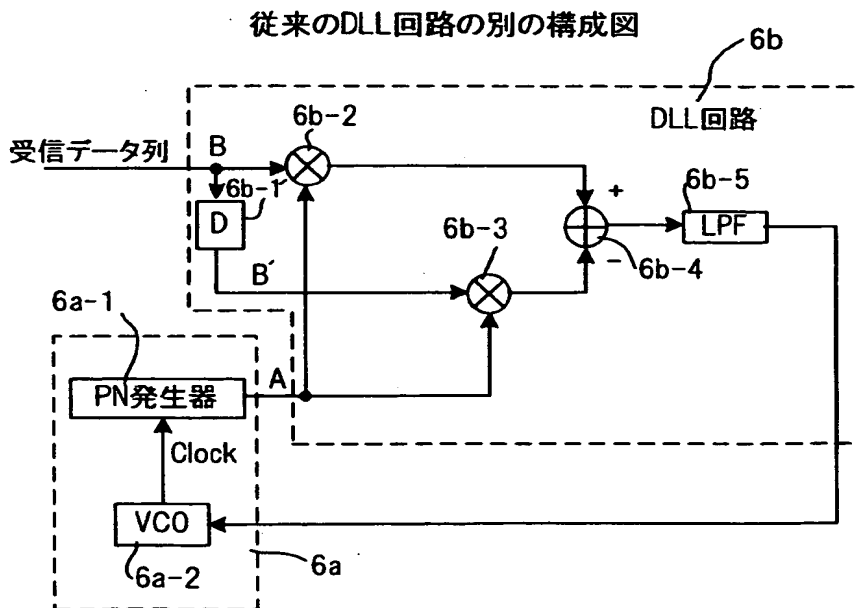 従来のDLL回路の別の構成図
6b
6b-2
DLL回路
受信データ列
B
6b-1′
D
+
6b-5
LPF
6b-3
-
6b-4
B′
6a-1
PN発生器
A
Clock
VCO
6a-2
6a